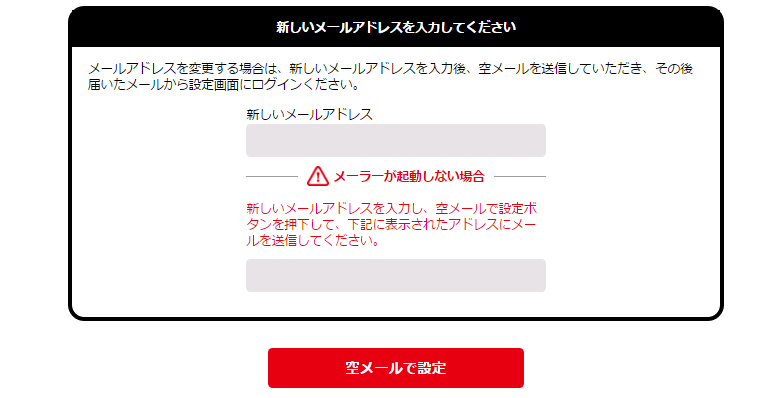 新しいメールアドレスを入力してください
メールアドレスを変更する場合は、新しいメールアドレスを入力後、空メールを送信していただき、その後
届いたメールから設定画面にログインください。
新しいメールアドレス
メーラーが起動しない場合
新しいメールアドレスを入力し、空メールで設定ボ
タンを押下して、下記に表示されたアドレスにメー
ルを送信してください。
空メールで設定